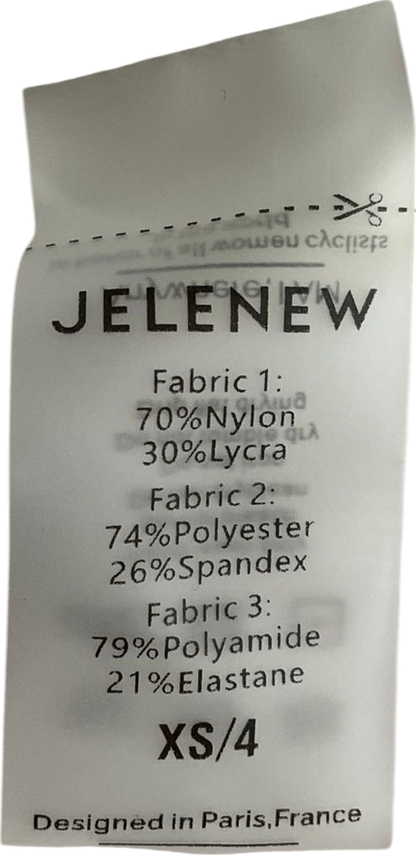 JELENEW
Fabric 1:
70%Nylon
30%Lycra
Fabric 2:
74%Polyester
26%Spandex
Fabric 3:
79%Polyamide
21%Elastane
XS/4
Designed in Paris,France